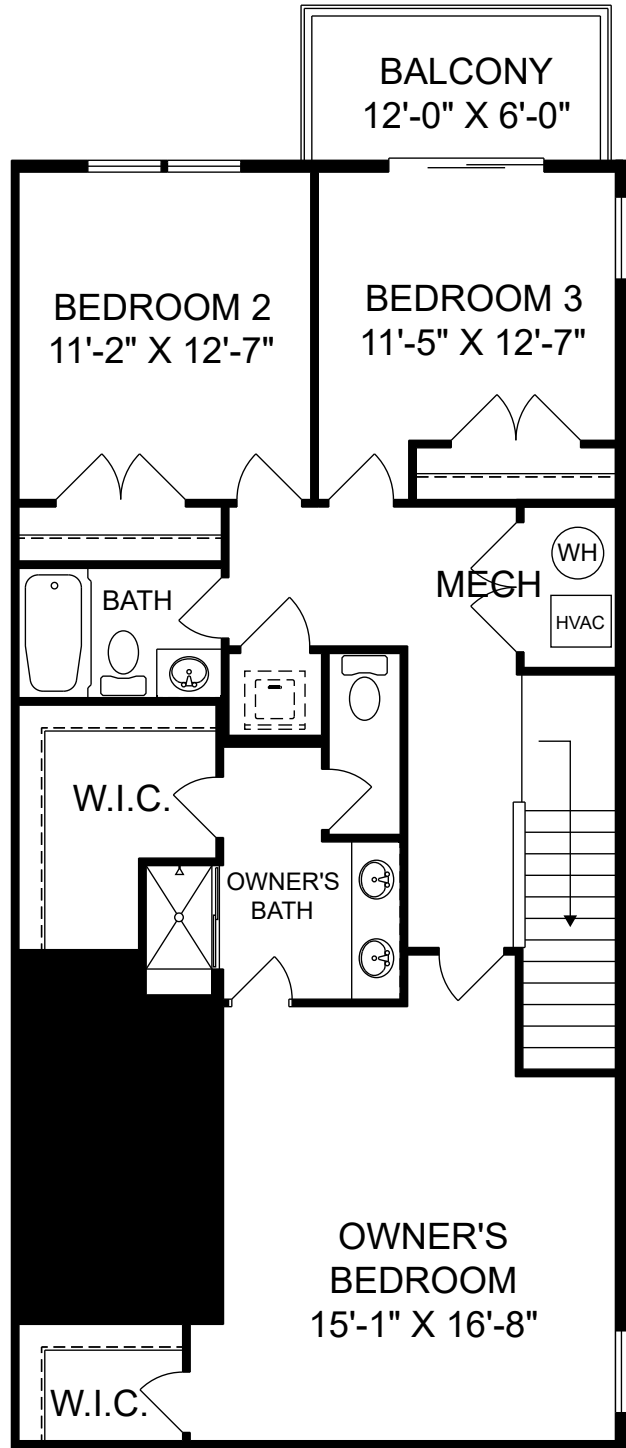 BALCONY
12'-0" X 6'-0"
BEDROOM 2
11'-2" X 12'-7"
BEDROOM 3
11'-5" X 12'-7"
WH
MECH
HVAC
BATH
W.I.C.
OWNER'S
BATH
OWNER'S
BEDROOM
15'-1" X 16'-8"
W.I.C.